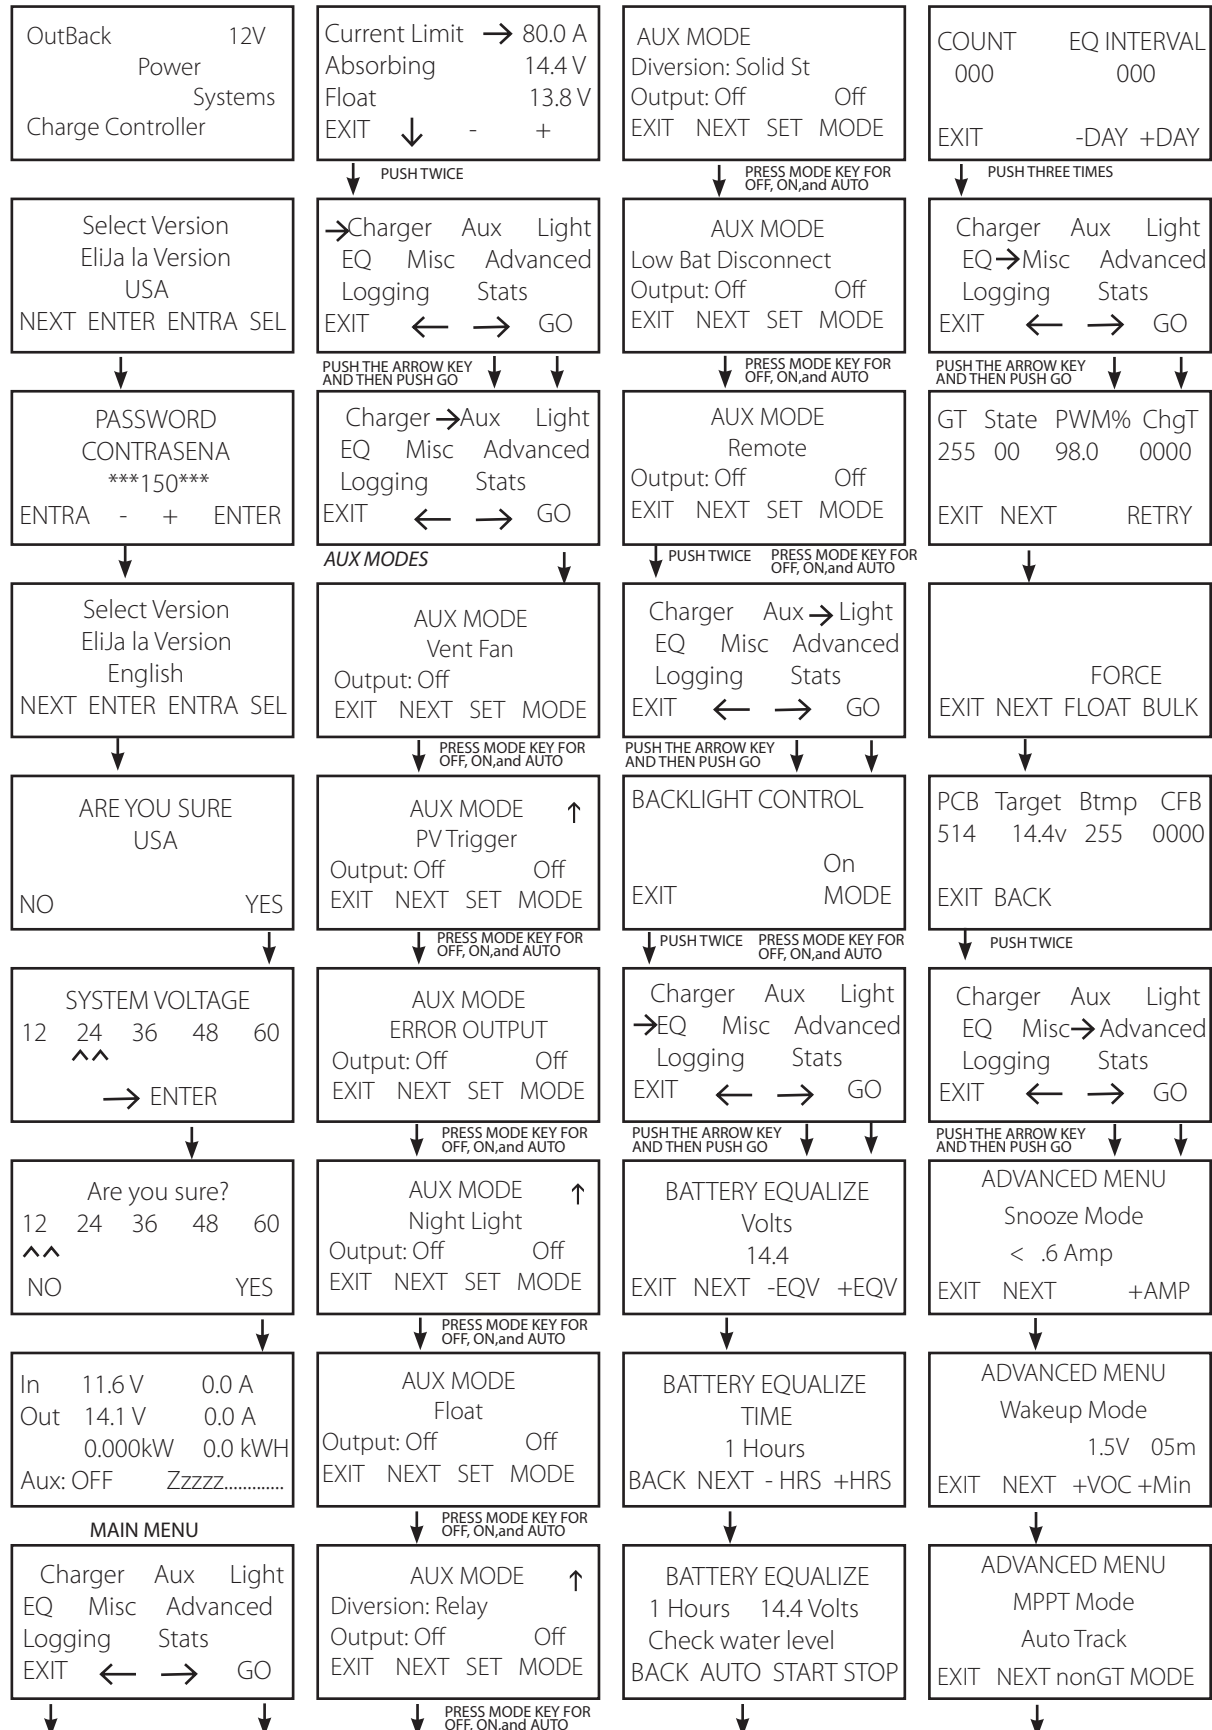 OutBack 12V
Power
Systems
Charge Controller
Select Version
EliJa la Version
USA
NEXT ENTER ENTRA SEL
PASSWORD
CONTRASENA
***150***
ENTRA - + ENTER
Select Version
EliJa la Version
English
NEXT ENTER ENTRA SEL
ARE YOU SURE
USA
NO YES
SYSTEM VOLTAGE
12 24 36 48 60
^^
→ ENTER
Are you sure?
12 24 36 48 60
^^
NO YES
In 11.6 V 0.0 A
Out 14.1 V 0.0 A
0.000kW 0.0 kWH
Aux: OFF Zzzzz.............
MAIN MENU
Charger Aux Light
EQ Misc Advanced
Logging Stats
EXIT ← → GO
Current Limit → 80.0 A
Absorbing 14.4 V
Float 13.8 V
EXIT ↓ - +
PUSH TWICE
→Charger Aux Light
EQ Misc Advanced
Logging Stats
EXIT ← → GO
PUSH THE ARROW KEY
AND THEN PUSH GO
Charger →Aux Light
EQ Misc Advanced
Logging Stats
EXIT ← → GO
AUX MODES
AUX MODE
Vent Fan
Output: Off
EXIT NEXT SET MODE
PRESS MODE KEY FOR
OFF, ON,and AUTO
AUX MODE ↑
PV Trigger
Output: Off Off
EXIT NEXT SET MODE
PRESS MODE KEY FOR
OFF, ON,and AUTO
AUX MODE
ERROR OUTPUT
Output: Off Off
EXIT NEXT SET MODE
PRESS MODE KEY FOR
OFF, ON,and AUTO
AUX MODE ↑
Night Light
Output: Off Off
EXIT NEXT SET MODE
PRESS MODE KEY FOR
OFF, ON,and AUTO
AUX MODE
Float
Output: Off Off
EXIT NEXT SET MODE
PRESS MODE KEY FOR
OFF, ON,and AUTO
AUX MODE ↑
Diversion: Relay
Output: Off Off
EXIT NEXT SET MODE
PRESS MODE KEY FOR
OFF, ON,and AUTO
AUX MODE
Diversion: Solid St
Output: Off Off
EXIT NEXT SET MODE
PRESS MODE KEY FOR
OFF, ON,and AUTO
AUX MODE
Low Bat Disconnect
Output: Off Off
EXIT NEXT SET MODE
PRESS MODE KEY FOR
OFF, ON,and AUTO
AUX MODE
Remote
Output: Off Off
EXIT NEXT SET MODE
PUSH TWICE PRESS MODE KEY FOR
OFF, ON,and AUTO
Charger Aux → Light
EQ Misc Advanced
Logging Stats
EXIT ← → GO
PUSH THE ARROW KEY
AND THEN PUSH GO
BACKLIGHT CONTROL
On
EXIT MODE
PUSH TWICE PRESS MODE KEY FOR
OFF, ON,and AUTO
Charger Aux Light
→EQ Misc Advanced
Logging Stats
EXIT ← → GO
PUSH THE ARROW KEY
AND THEN PUSH GO
BATTERY EQUALIZE
Volts
14.4
EXIT NEXT -EQV +EQV
BATTERY EQUALIZE
TIME
1 Hours
BACK NEXT - HRS +HRS
BATTERY EQUALIZE
1 Hours 14.4 Volts
Check water level
BACK AUTO START STOP
COUNT EQ INTERVAL
000 000
EXIT -DAY +DAY
PUSH THREE TIMES
Charger Aux Light
EQ→Misc Advanced
Logging Stats
EXIT ← → GO
PUSH THE ARROW KEY
AND THEN PUSH GO
GT State PWM% ChgT
255 00 98.0 0000
EXIT NEXT RETRY
FORCE
EXIT NEXT FLOAT BULK
PCB Target Btmp CFB
514 14.4v 255 0000
EXIT BACK
PUSH TWICE
Charger Aux Light
EQ Misc→ Advanced
Logging Stats
EXIT ← → GO
PUSH THE ARROW KEY
AND THEN PUSH GO
ADVANCED MENU
Snooze Mode
< .6 Amp
EXIT NEXT +AMP
ADVANCED MENU
Wakeup Mode
1.5V 05m
EXIT NEXT +VOC +Min
ADVANCED MENU
MPPT Mode
Auto Track
EXIT NEXT nonGT MODE